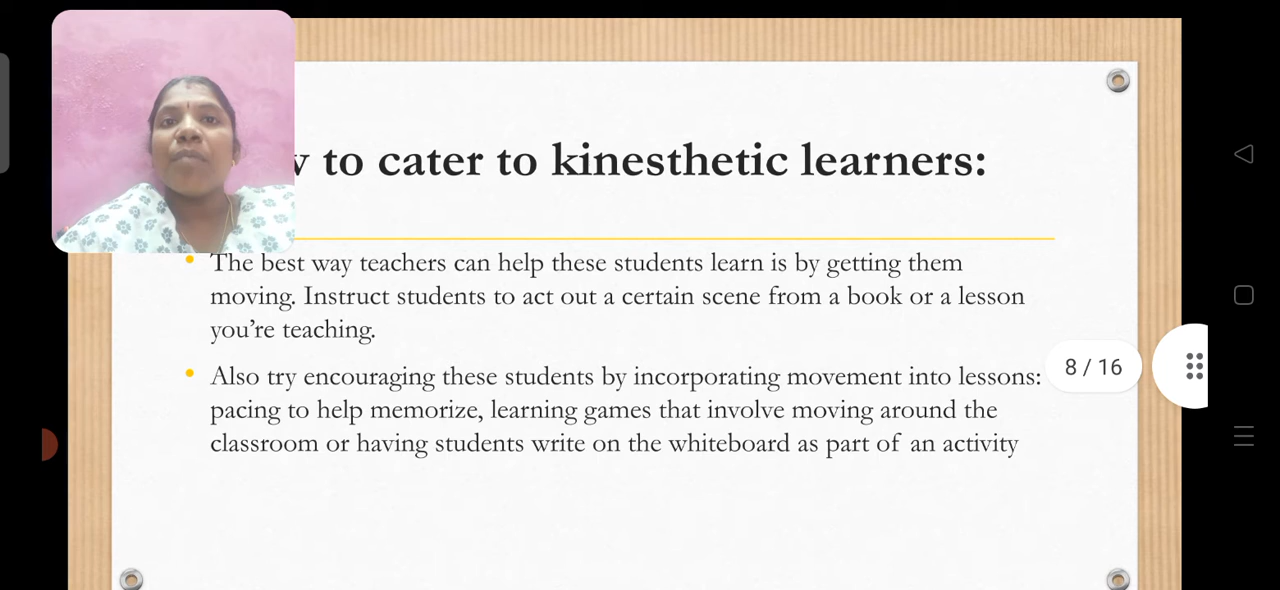 to cater to kinesthetic learners:
The best way teachers can help these students learn is by getting them
moving. Instruct students to act out a certain scene from a book or a lesson
you're teaching.
Also try encouraging these students by incorporating movement into lessons:
8 / 16
pacing to help memorize, learning games that involve moving around the
classroom or having students write on the whiteboard as part of an activity